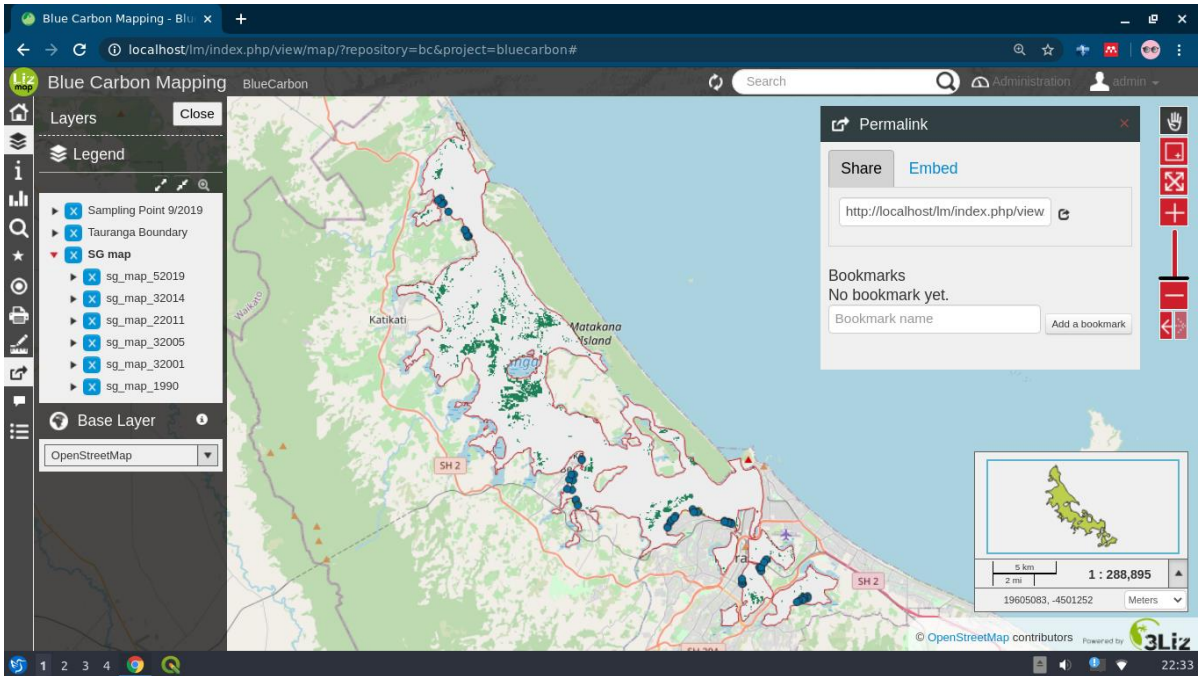 Blue Carbon Mapping - Blu
localhost/lm/index.php/view/map/?repository=bc&project=bluecarbon#
Liz
map
Blue Carbon Mapping BlueCarbon
Search
Administration
admin
Layers
Close
Legend
Sampling Point 9/2019
Tauranga Boundary
SG map
sg_map_52019
sg_map_32014
sg_map_22011
sg_map_32005
sg_map_32001
sg_map_1990
Base Layer
OpenStreetMap
Waikato
Katikati
Matakana
Island
SH 2
SH 2
Permalink
Share Embed
http://localhost/lm/index.php/view
Bookmarks
No bookmark yet.
Bookmark name
Add a bookmark
5 km
2 mi
1 : 288,895
19605083, -4501252
Meters
© OpenStreetMap contributors
Powered by
3Liz
1 2 3 4
22:33